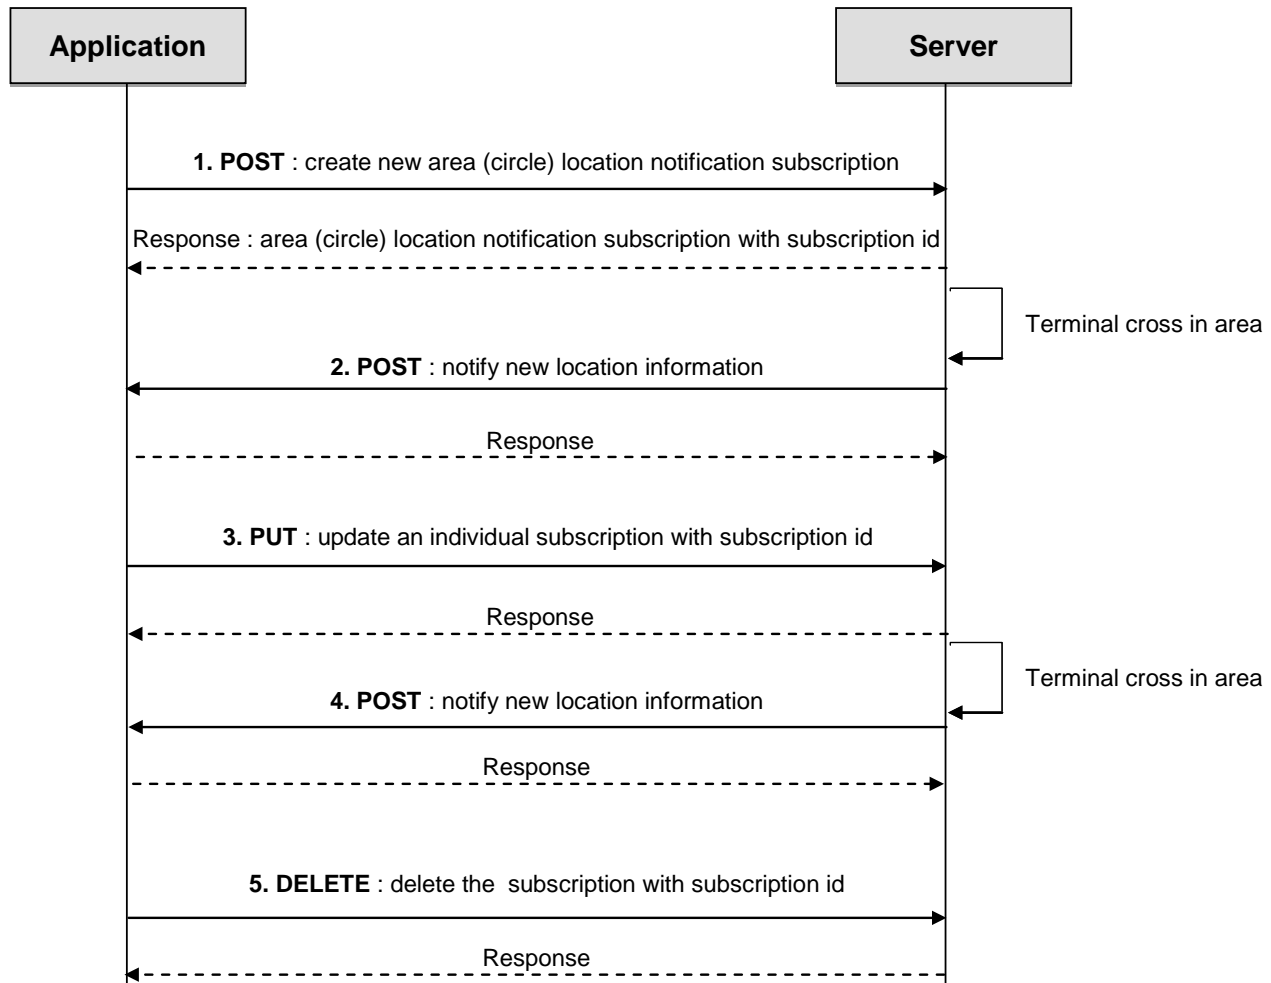 Application
Server
1. POST : create new area (circle) location notification subscription
Response : area (circle) location notification subscription with subscription id
Terminal cross in area
2. POST : notify new location information
Response
3. PUT : update an individual subscription with subscription id
Response
Terminal cross in area
4. POST : notify new location information
Response
5. DELETE : delete the  subscription with subscription id
Response